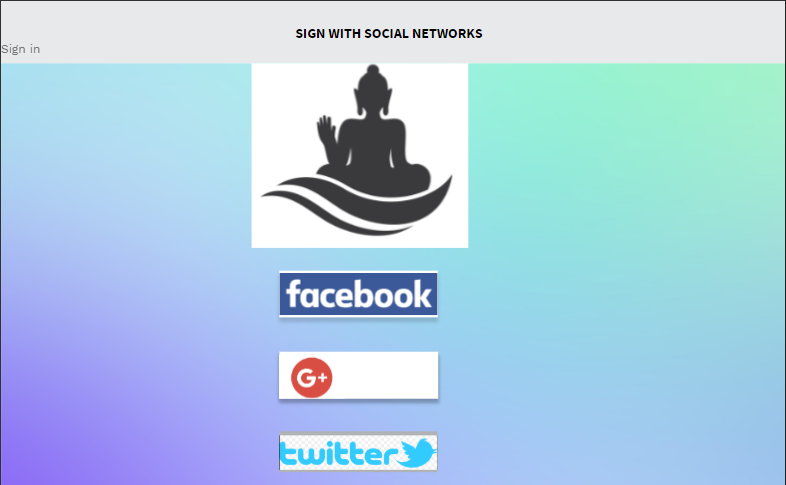 SIGN WITH SOCIAL NETWORKS
Sign in
facebook
G+
twitter